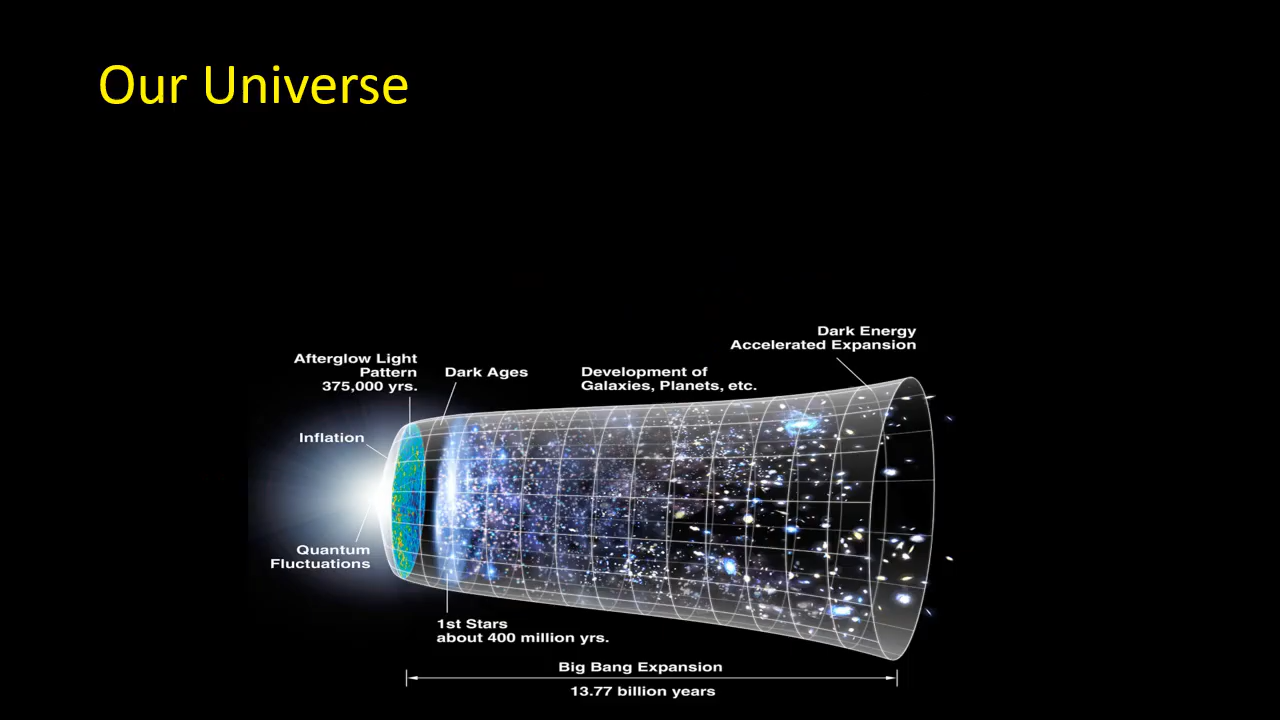 Our Universe
Dark Energy
Accelerated Expansion
Afterglow Light
Pattern
375,000 yrs.
Dark Ages
Development of
Galaxies, Planets, etc.
Inflation
Quantum
Fluctuations
1st Stars
about 400 million yrs.
Big Bang Expansion
13.77 billion years